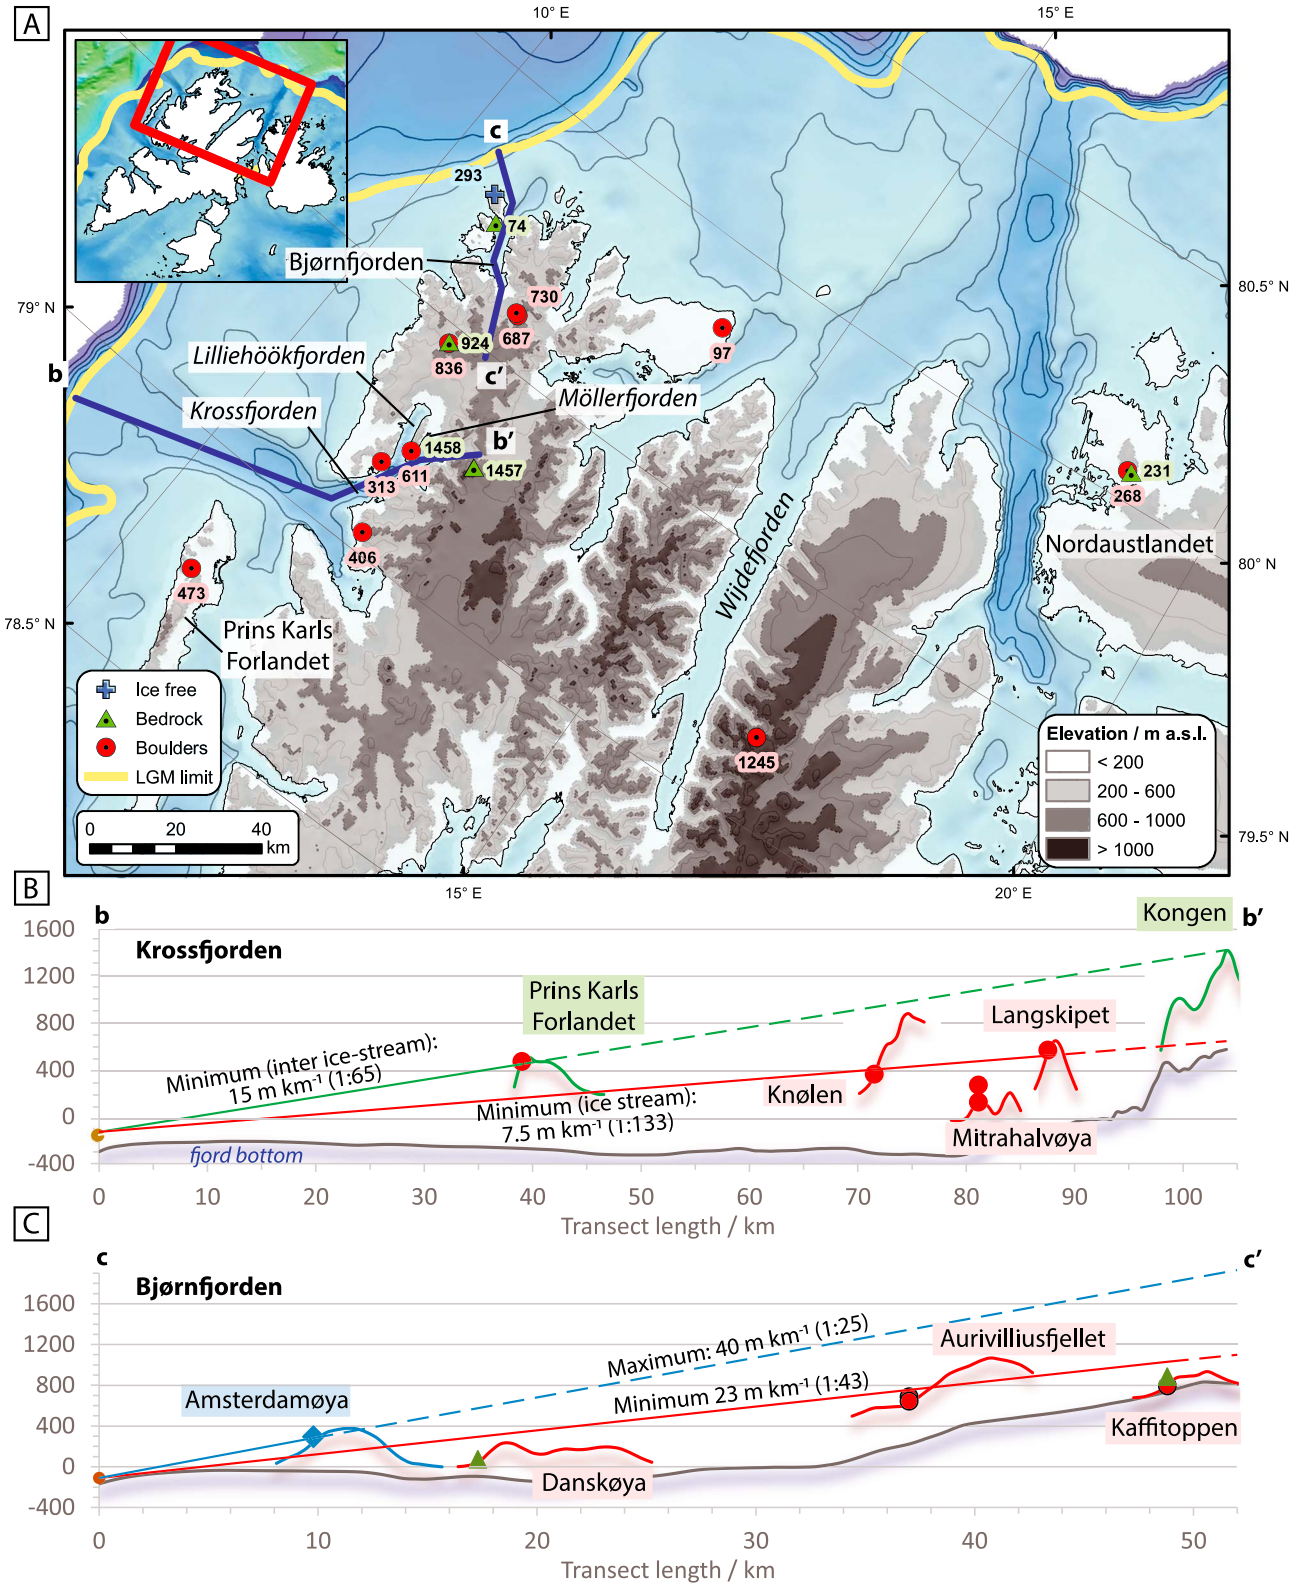 A
10° E
15° E
c
293
74
Bjørnfjorden
730
687
924
836
97
80.5° N
79° N
b
Lilliehöökfjorden
c’
Krossfjorden
Möllerfjorden
b’
1458
1457
313
611
406
473
Wijdefjorden
231
268
Nordaustlandet
80° N
78.5° N
Prins Karls
Forlandet
Ice free
Bedrock
Boulders
LGM limit
0 20 40
km
1245
Elevation / m a.s.l.
< 200
200 - 600
600 - 1000
> 1000
79.5° N
15° E
20° E
B
b
b’
Krossfjorden
Kongen
1600
1200
800
400
0
-400
Prins Karls
Forlandet
Langskipet
Minimum (inter ice-stream):
15 m km⁻¹ (1:65)
Knølen
Minimum (ice stream):
7.5 m km⁻¹ (1:133)
Mitrahalvøya
fjord bottom
0 10 20 30 40 50 60 70 80 90 100
Transect length / km
C
c
c’
Bjørnfjorden
1600
1200
800
400
0
-400
Maximum: 40 m km⁻¹ (1:25)
Aurivilliusfjellet
Amsterdamøya
Minimum 23 m km⁻¹ (1:43)
Kaffitoppen
Danskøya
0 10 20 30 40 50
Transect length / km